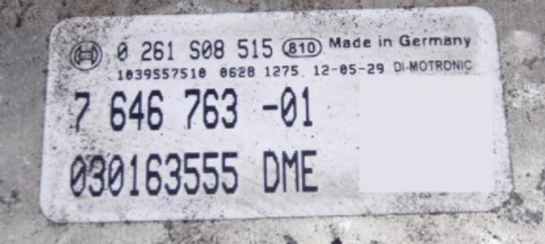 0 261 S08 515 810 Made in Germany
1039S57510 0628 1275 12-05-29 DI-MOTRONIC
7 646 763 -01
030163555 DME